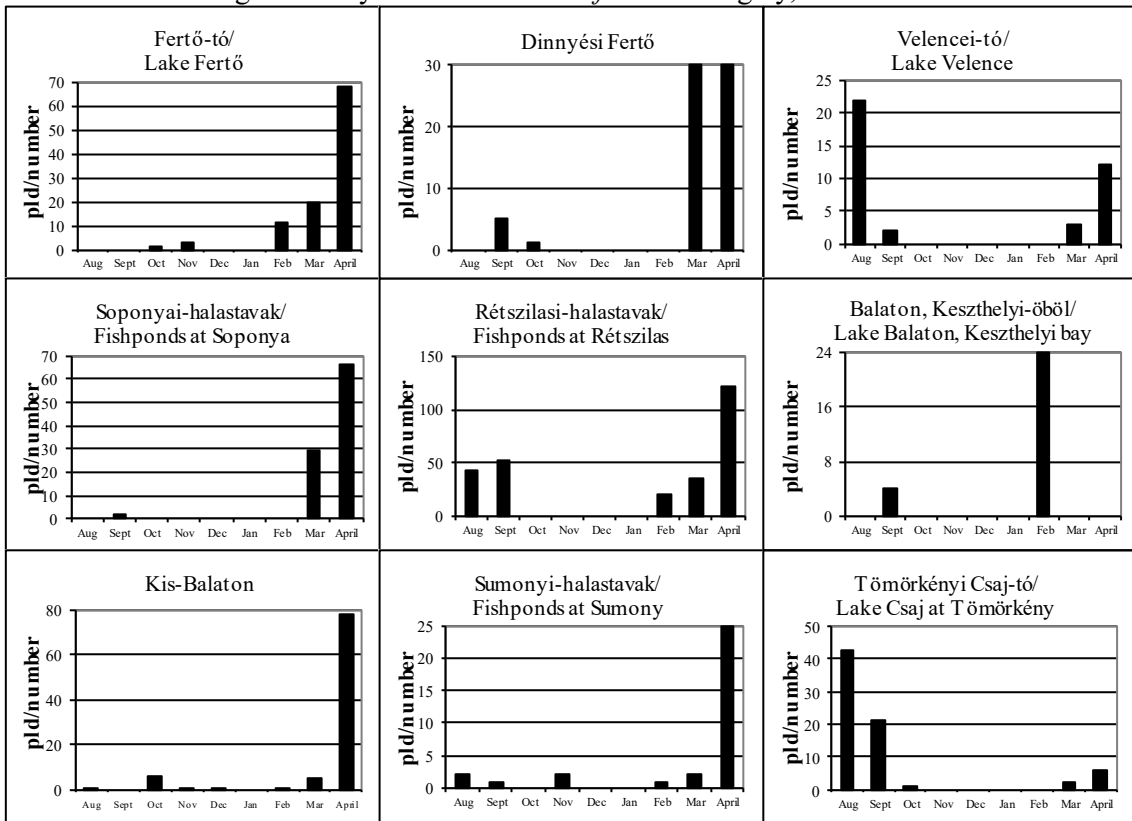 Fertő-tó/
Lake Fertő
pld/number
70
60
50
40
30
20
10
0
Aug Sept Oct Nov Dec Jan Feb Mar April
Dinnyési Fertő
pld/number
30
20
10
0
Aug Sept Oct Nov Dec Jan Feb Mar April
Velencei-tó/
Lake Velence
pld/number
25
20
15
10
5
0
Aug Sept Oct Nov Dec Jan Feb Mar April
Soponyai-halastavak/
Fishponds at Soponya
pld/number
70
60
50
40
30
20
10
0
Aug Sept Oct Nov Dec Jan Feb Mar April
Rétszilasi-halastavak/
Fishponds at Rétszilas
pld/number
150
100
50
0
Aug Sept Oct Nov Dec Jan Feb Mar April
Balaton, Keszthelyi-öböl/
Lake Balaton, Keszthelyi bay
pld/number
24
16
8
0
Aug Sept Oct Nov Dec Jan Feb Mar April
Kis-Balaton
pld/number
80
60
40
20
0
Aug Sept Oct Nov Dec Jan Feb Mar April
Sumonyi-halastavak/
Fishponds at Sumony
pld/number
25
20
15
10
5
0
Aug Sept Oct Nov Dec Jan Feb Mar April
Tömörkényi Csaj-tó/
Lake Csaj at Tömörkény
pld/number
50
40
30
20
10
0
Aug Sept Oct Nov Dec Jan Feb Mar April